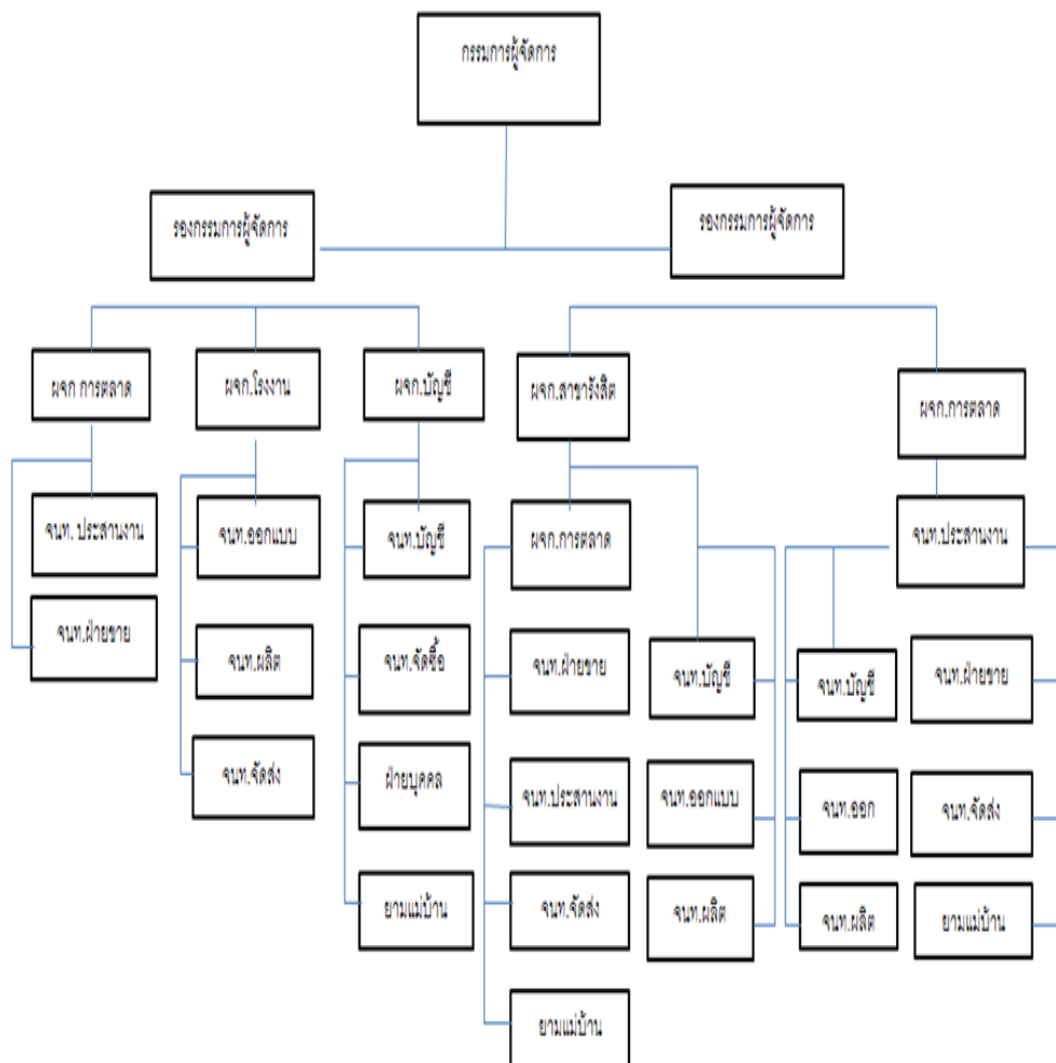 กรรมการผู้จัดการ
รองกรรมการผู้จัดการ
รองกรรมการผู้จัดการ
ผจก การตลาด
ผจก.โรงงาน
ผจก.บัญชี
ผจก.สาขารังสิต
ผจก.การตลาด
จนท. ประสานงาน
จนท.ออกแบบ
จนท.บัญชี
ผจก.การตลาด
จนท.ประสานงาน
จนท.ฝ่ายขาย
จนท.ผลิต
จนท.จัดซื้อ
จนท.ฝ่ายขาย
จนท.บัญชี
จนท.บัญชี
จนท.ฝ่ายขาย
จนท.จัดส่ง
ฝ่ายบุคคล
จนท.ประสานงาน
จนท.ออกแบบ
จนท.ออก
จนท.จัดส่ง
ยามแม่บ้าน
จนท.จัดส่ง
จนท.ผลิต
จนท.ผลิต
ยามแม่บ้าน
ยามแม่บ้าน